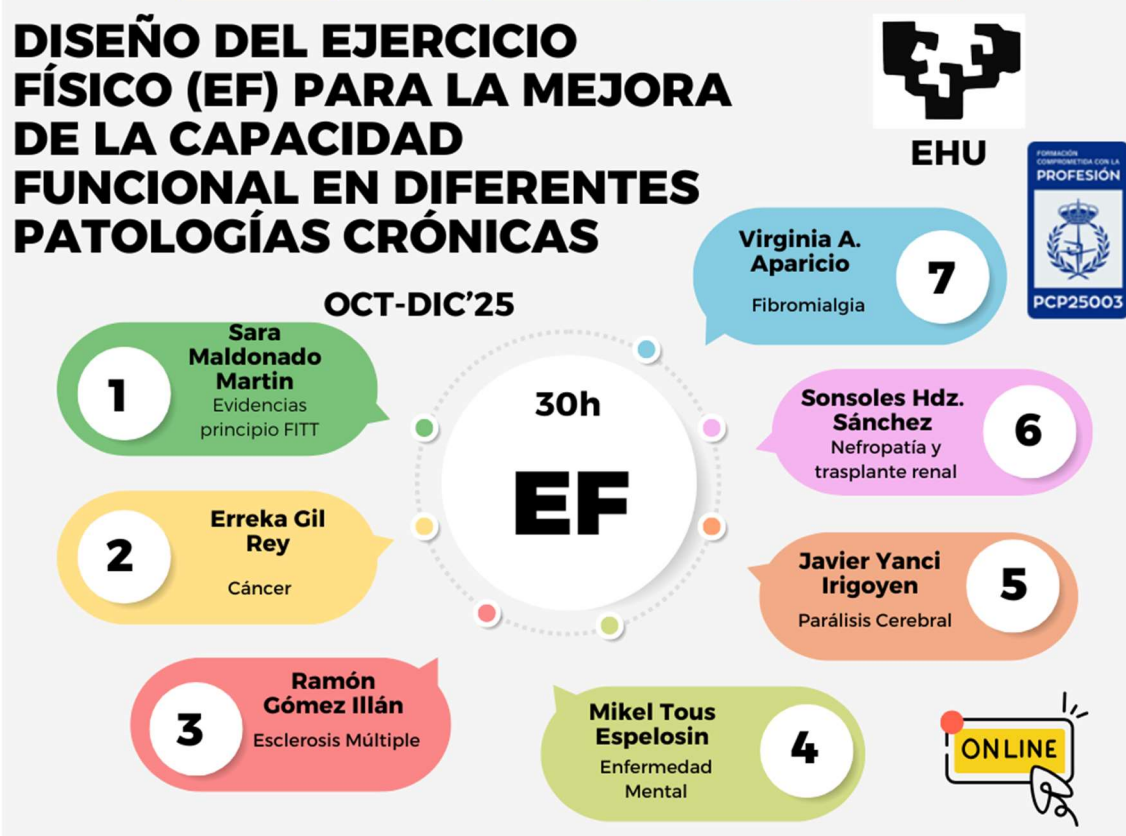 DISEÑO DEL EJERCICIO
FÍSICO (EF) PARA LA MEJORA
DE LA CAPACIDAD
FUNCIONAL EN DIFERENTES
PATOLOGÍAS CRÓNICAS
OCT-DIC'25
EHU
FORMACIÓN
COMPROMETIDA CON LA
PROFESIÓN
PCP25003
1
Sara
Maldonado
Martin
Evidencias
principio FITT
2
Erreka Gil
Rey
Cáncer
3
Ramón
Gómez Illán
Esclerosis Múltiple
30h
EF
Mikel Tous
Espelosin
Enfermedad
Mental
4
Javier Yanci
Irigoyen
Parálisis Cerebral
5
Sonsoles Hdz.
Sánchez
Nefropatía y
trasplante renal
6
Virginia A.
Aparicio
Fibromialgia
7
ONLINE